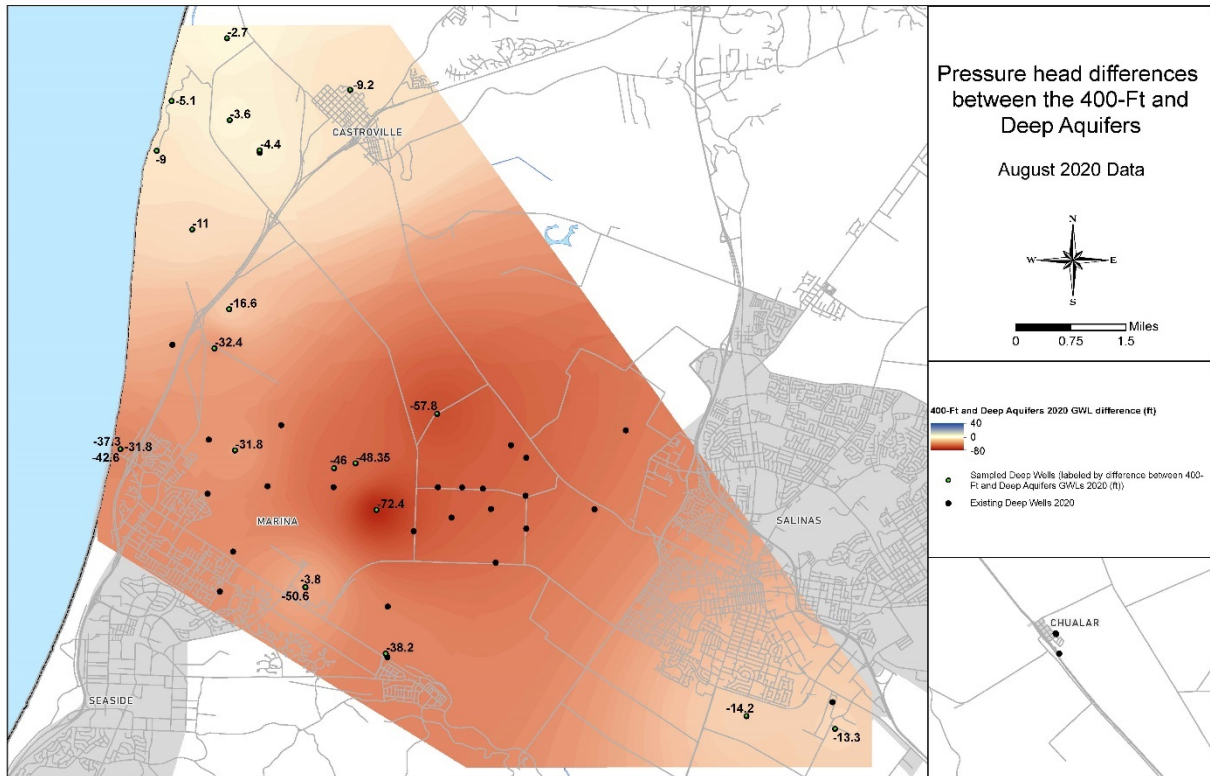 -2.7
-9.2
-5.1
-3.6
CASTROVILLE
-4.4
-9
-11
-16.6
-32.4
-57.8
-37.3
-31.8
-42.6
-31.8
-46
-48.35
-72.4
MARINA
SALINAS
-3.8
-50.6
-38.2
SEASIDE
-14.2
-13.3
Pressure head differences
between the 400-Ft and
Deep Aquifers
August 2020 Data
N
W E
S
Miles
0 0.75 1.5
400-Ft and Deep Aquifers 2020 GWL difference (ft)
40
0
-80
Sampled Deep Wells (labeled by difference between 400-
Ft and Deep Aquifers GWLs 2020 (ft))
Existing Deep Wells 2020
CHUALAR